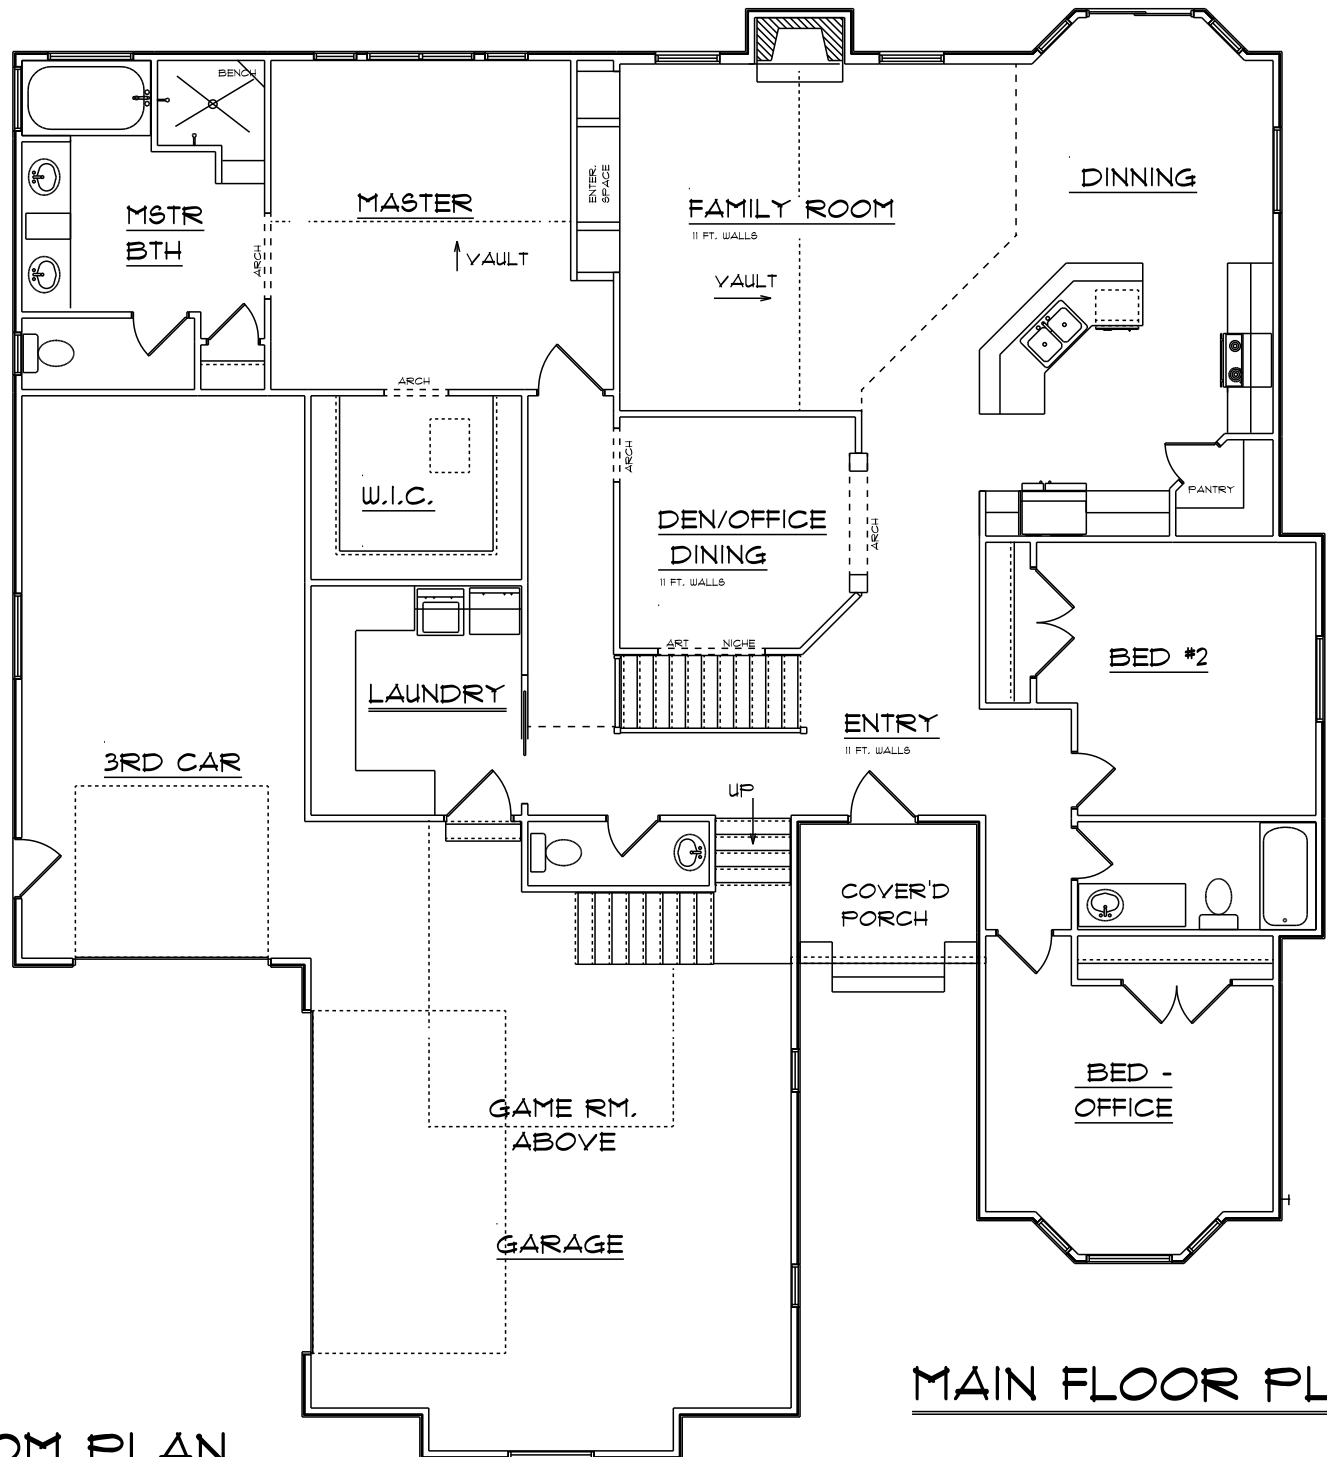 BENCH
MSTR
BTH
ARCH
MASTER
VAULT
ENTER.
SPACE
FAMILY ROOM
11 FT. WALLS
VAULT
DINNING
ARCH
W.I.C.
ARCH
DEN/OFFICE
DINING
11 FT. WALLS
ARCH
PANTRY
ART NICHE
BED #2
LAUNDRY
ENTRY
11 FT. WALLS
3RD CAR
UP
COVER'D
PORCH
BED -
OFFICE
GAME RM.
ABOVE
GARAGE
MAIN FLOOR PL
OM PLAN